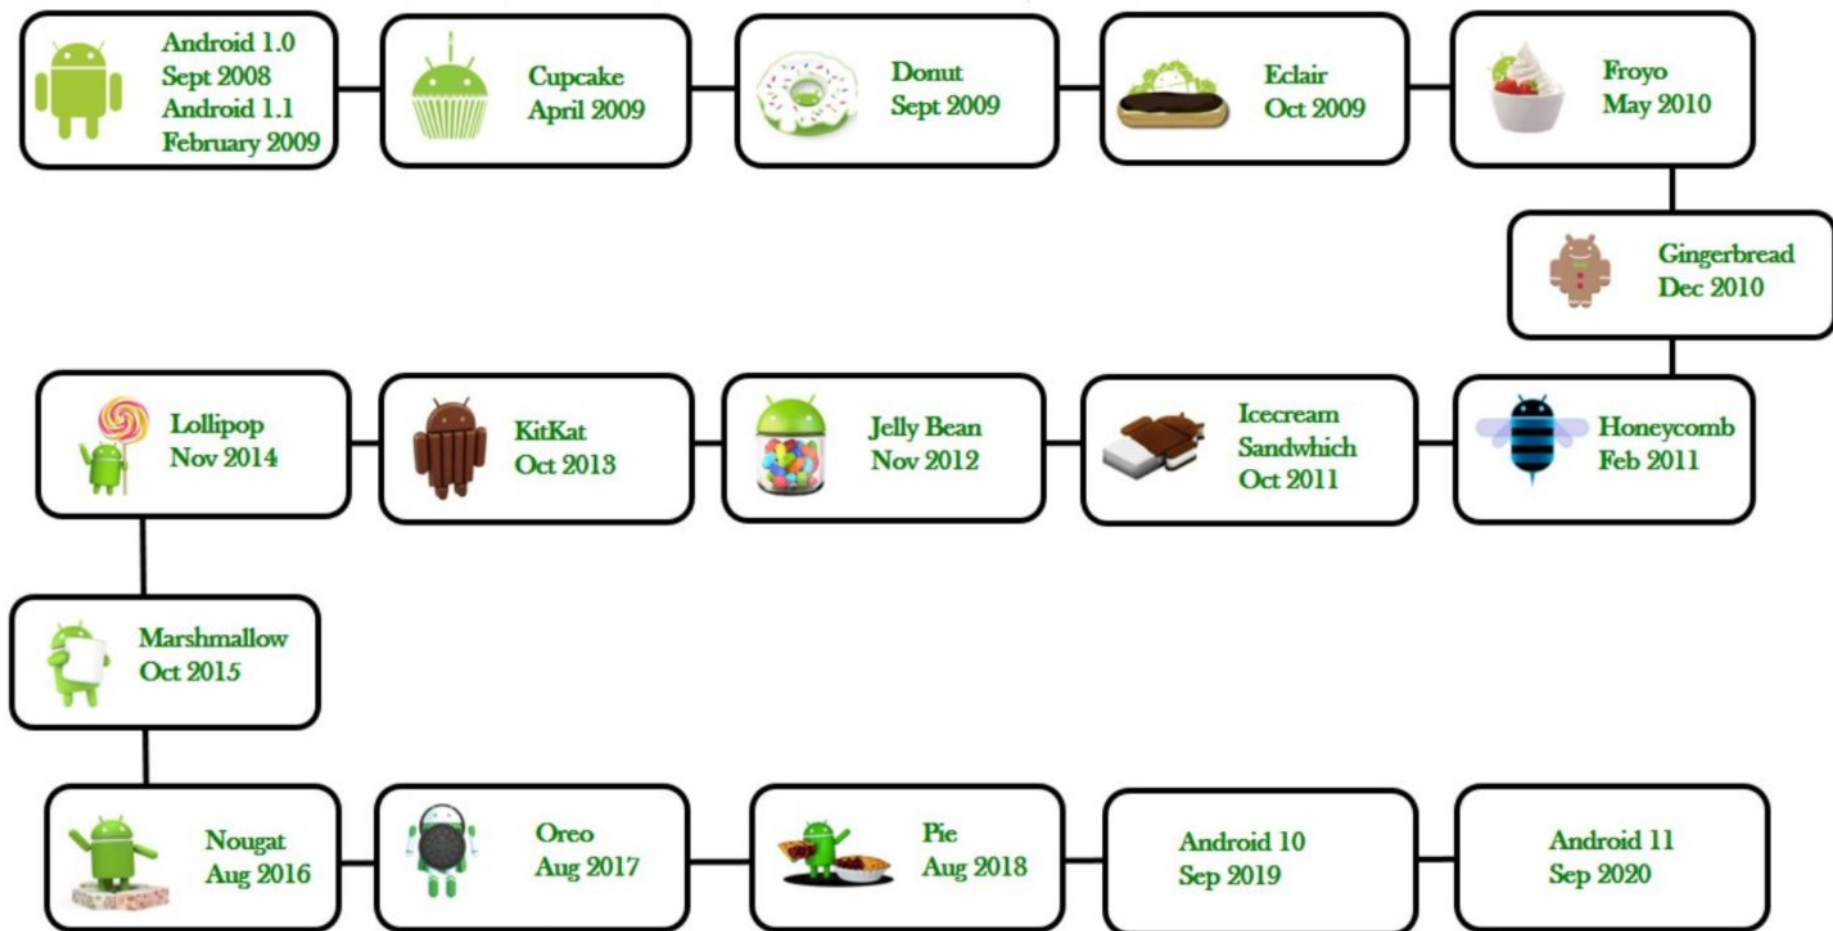 Android 1.0
Sept 2008
Android 1.1
February 2009
Cupcake
April 2009
Donut
Sept 2009
Eclair
Oct 2009
Froyo
May 2010
Gingerbread
Dec 2010
Honeycomb
Feb 2011
Icecream
Sandwhich
Oct 2011
Jelly Bean
Nov 2012
KitKat
Oct 2013
Lollipop
Nov 2014
Marshmallow
Oct 2015
Nougat
Aug 2016
Oreo
Aug 2017
Pie
Aug 2018
Android 10
Sep 2019
Android 11
Sep 2020